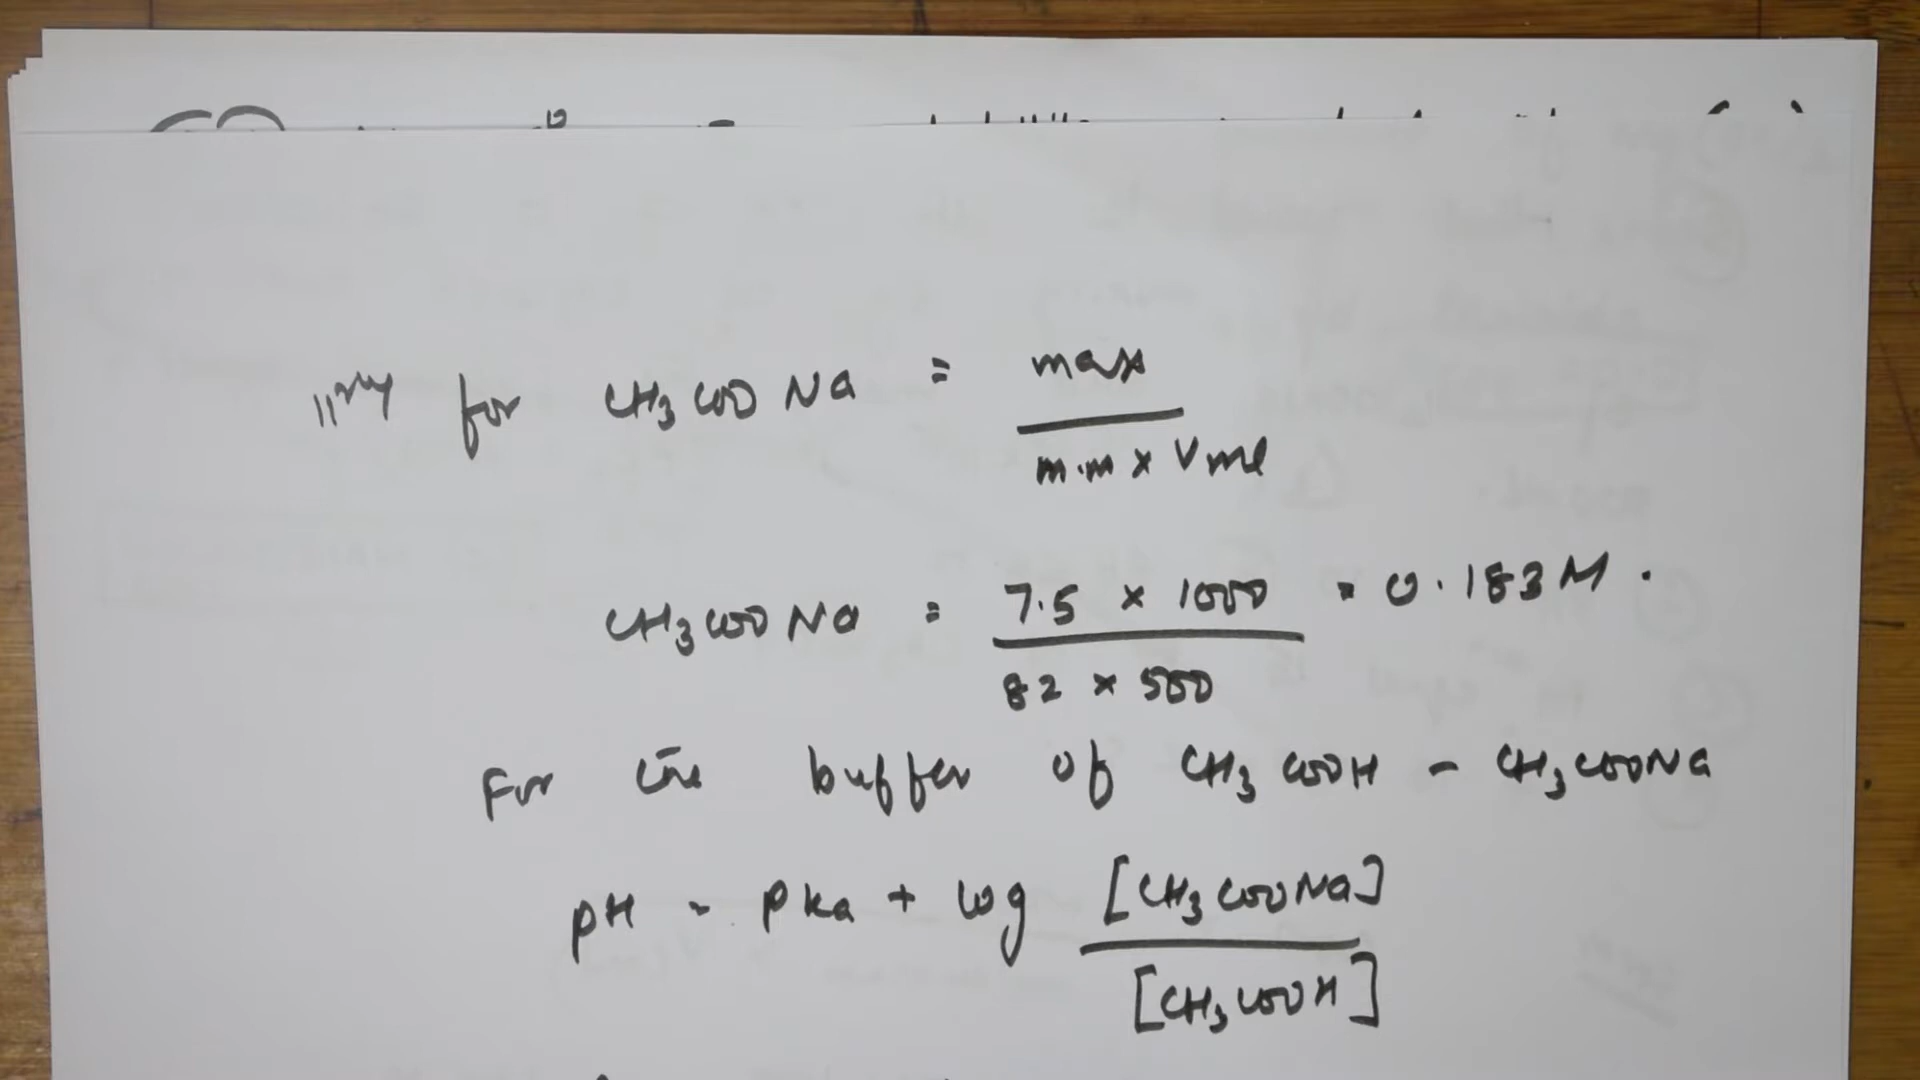 |||ly for CH3COONa = mass
m.m x Vml
CH3COONa = 7.5 x 1000 = 0.183M.
82 x 500
For the buffer of CH3COOH - CH3COONa
pH = pka + log [CH3COONa]
[CH3COOH]